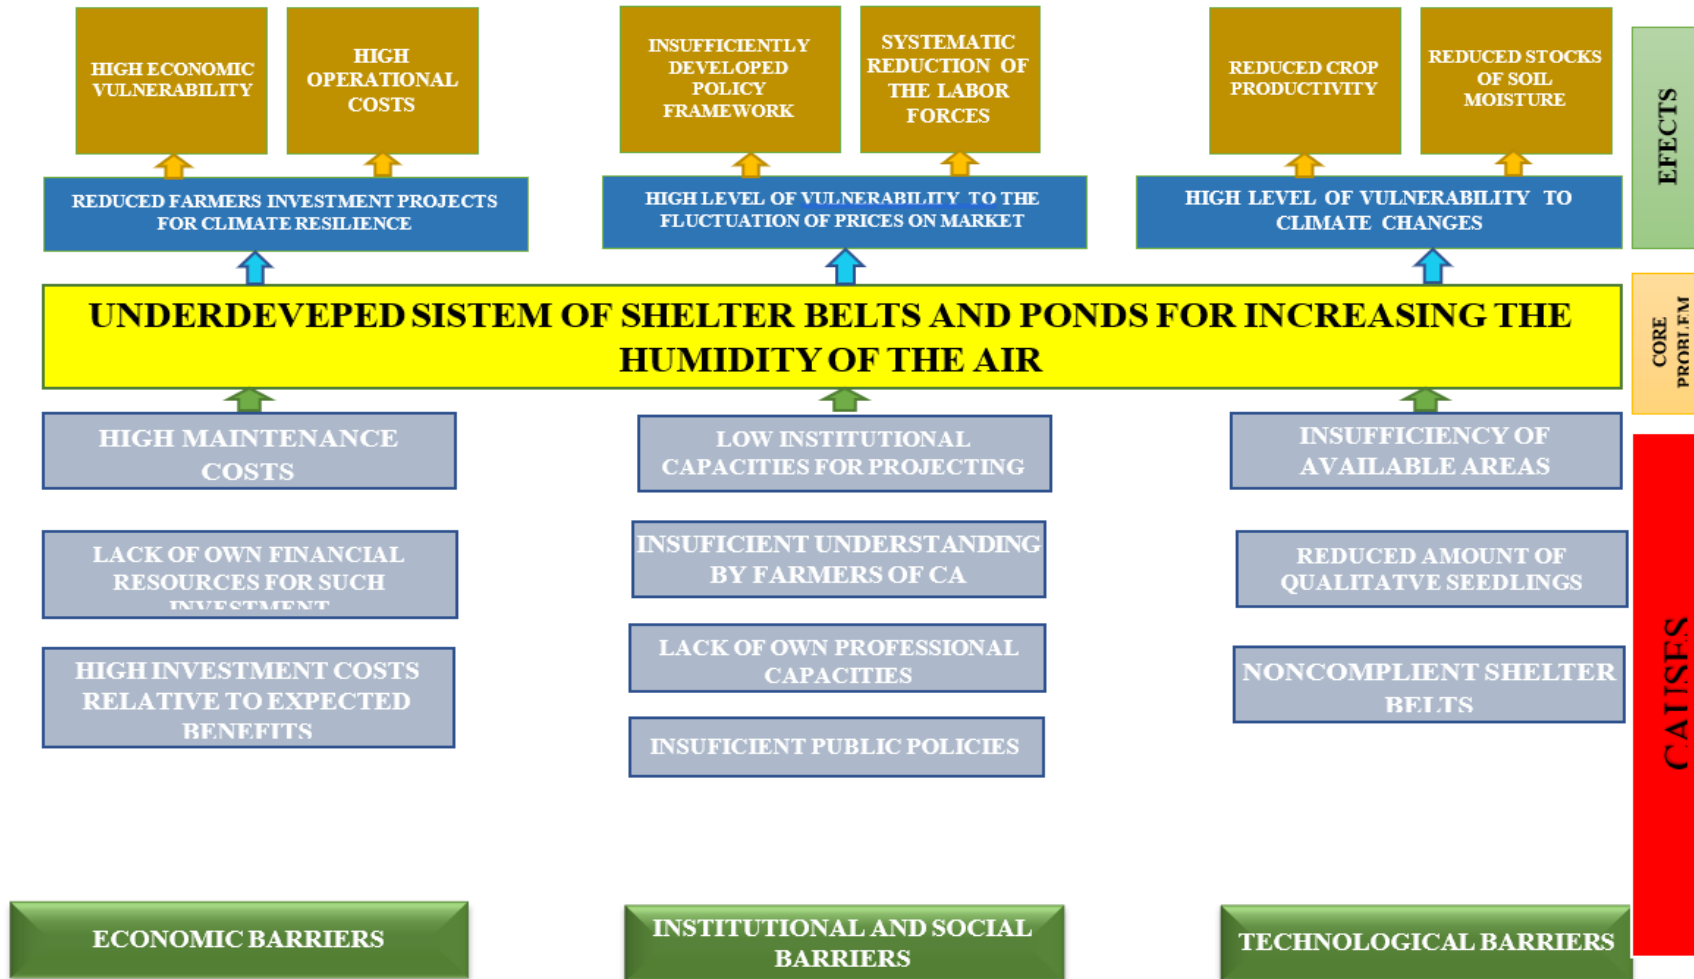 HIGH ECONOMIC
VULNERABILITY
HIGH
OPERATIONAL
COSTS
INSUFFICIENTLY
DEVELOPED
POLICY
FRAMEWORK
SYSTEMATIC
REDUCTION OF
THE LABOR
FORCES
REDUCED CROP
PRODUCTIVITY
REDUCED STOCKS
OF SOIL
MOISTURE
EFECTS
REDUCED FARMERS INVESTMENT PROJECTS
FOR CLIMATE RESILIENCE
HIGH LEVEL OF VULNERABILITY TO THE
FLUCTUATION OF PRICES ON MARKET
HIGH LEVEL OF VULNERABILITY TO
CLIMATE CHANGES
UNDERDEVEPED SISTEM OF SHELTER BELTS AND PONDS FOR INCREASING THE
HUMIDITY OF THE AIR
CORE
PROBLEM
HIGH MAINTENANCE
COSTS
LACK OF OWN FINANCIAL
RESOURCES FOR SUCH
INVESTMENT
HIGH INVESTMENT COSTS
RELATIVE TO EXPECTED
BENEFITS
LOW INSTITUTIONAL
CAPACITIES FOR PROJECTING
INSUFICIENT UNDERSTANDING
BY FARMERS OF CA
LACK OF OWN PROFESSIONAL
CAPACITIES
INSUFICIENT PUBLIC POLICIES
INSUFFICIENCY OF
AVAILABLE AREAS
REDUCED AMOUNT OF
QUALITATVE SEEDLINGS
NONCOMPLIENT SHELTER
BELTS
CAUSES
ECONOMIC BARRIERS
INSTITUTIONAL AND SOCIAL
BARRIERS
TECHNOLOGICAL BARRIERS